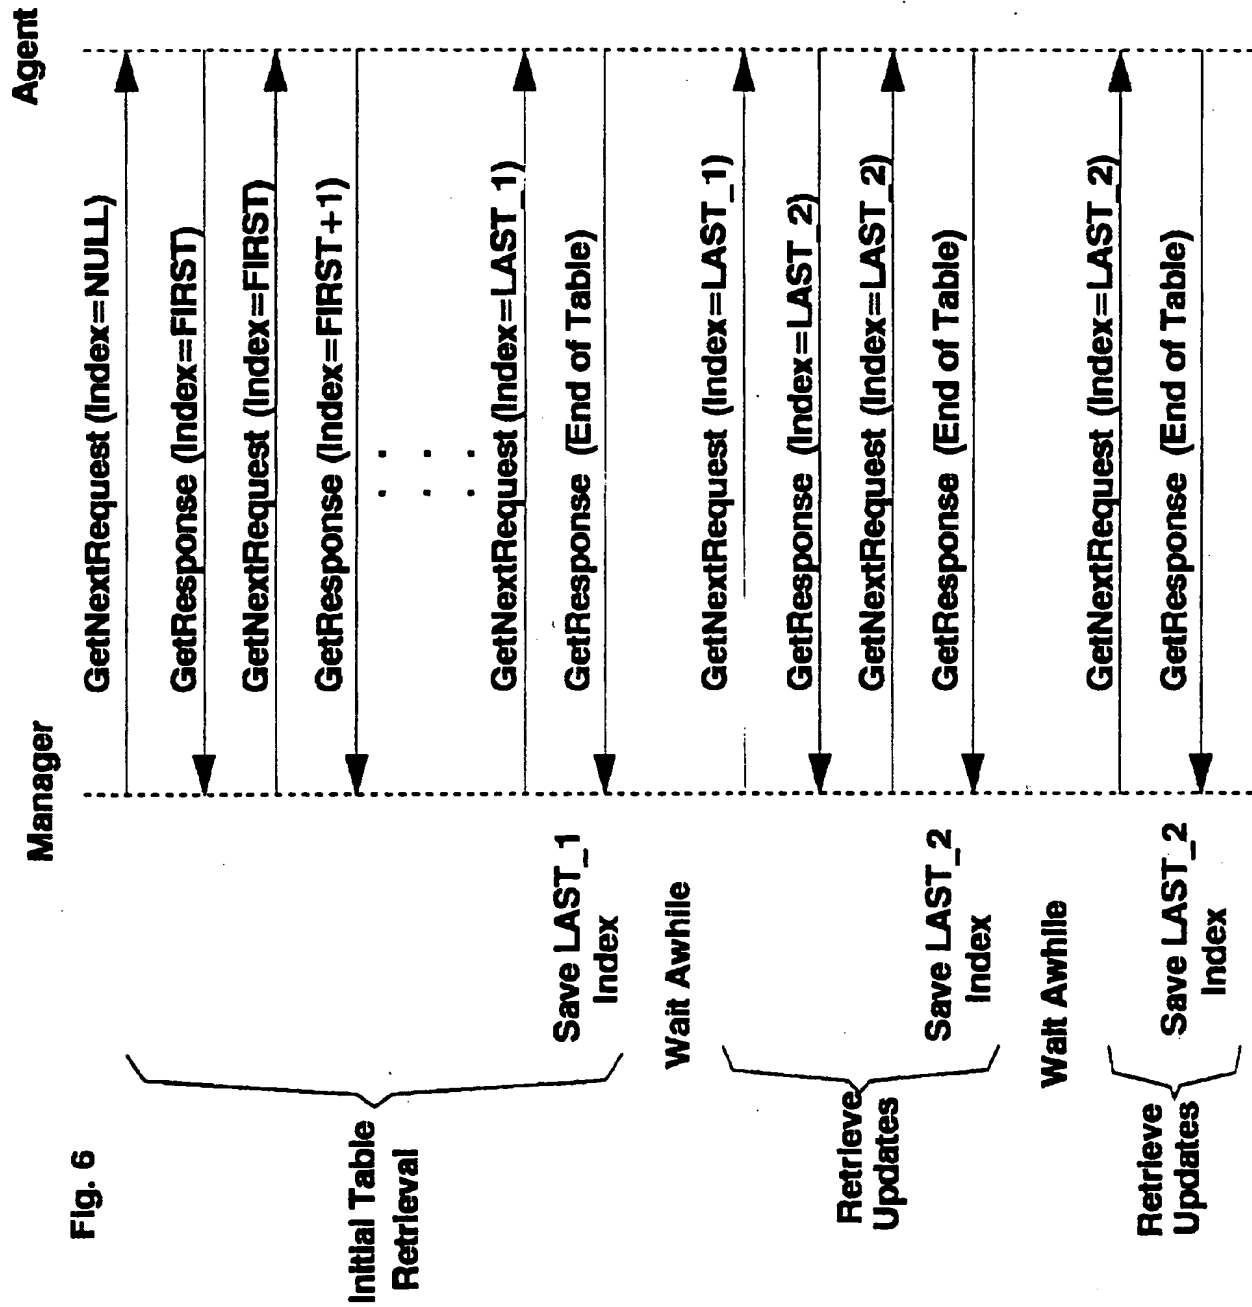 Fig. 6
Manager
Agent
GetNextRequest (Index=NULL)
GetResponse (Index=FIRST)
GetNextRequest (Index=FIRST)
GetResponse (Index=FIRST+1)
Initial Table
Retrieval
GetNextRequest (Index=LAST_1)
GetResponse (End of Table)
Save LAST_1
Index
Wait Awhile
GetNextRequest (Index=LAST_1)
GetResponse (Index=LAST_2)
GetNextRequest (Index=LAST_2)
GetResponse (End of Table)
Retrieve
Updates
Save LAST_2
Index
Wait Awhile
GetNextRequest (Index=LAST_2)
GetResponse (End of Table)
Retrieve
Updates
Save LAST_2
Index